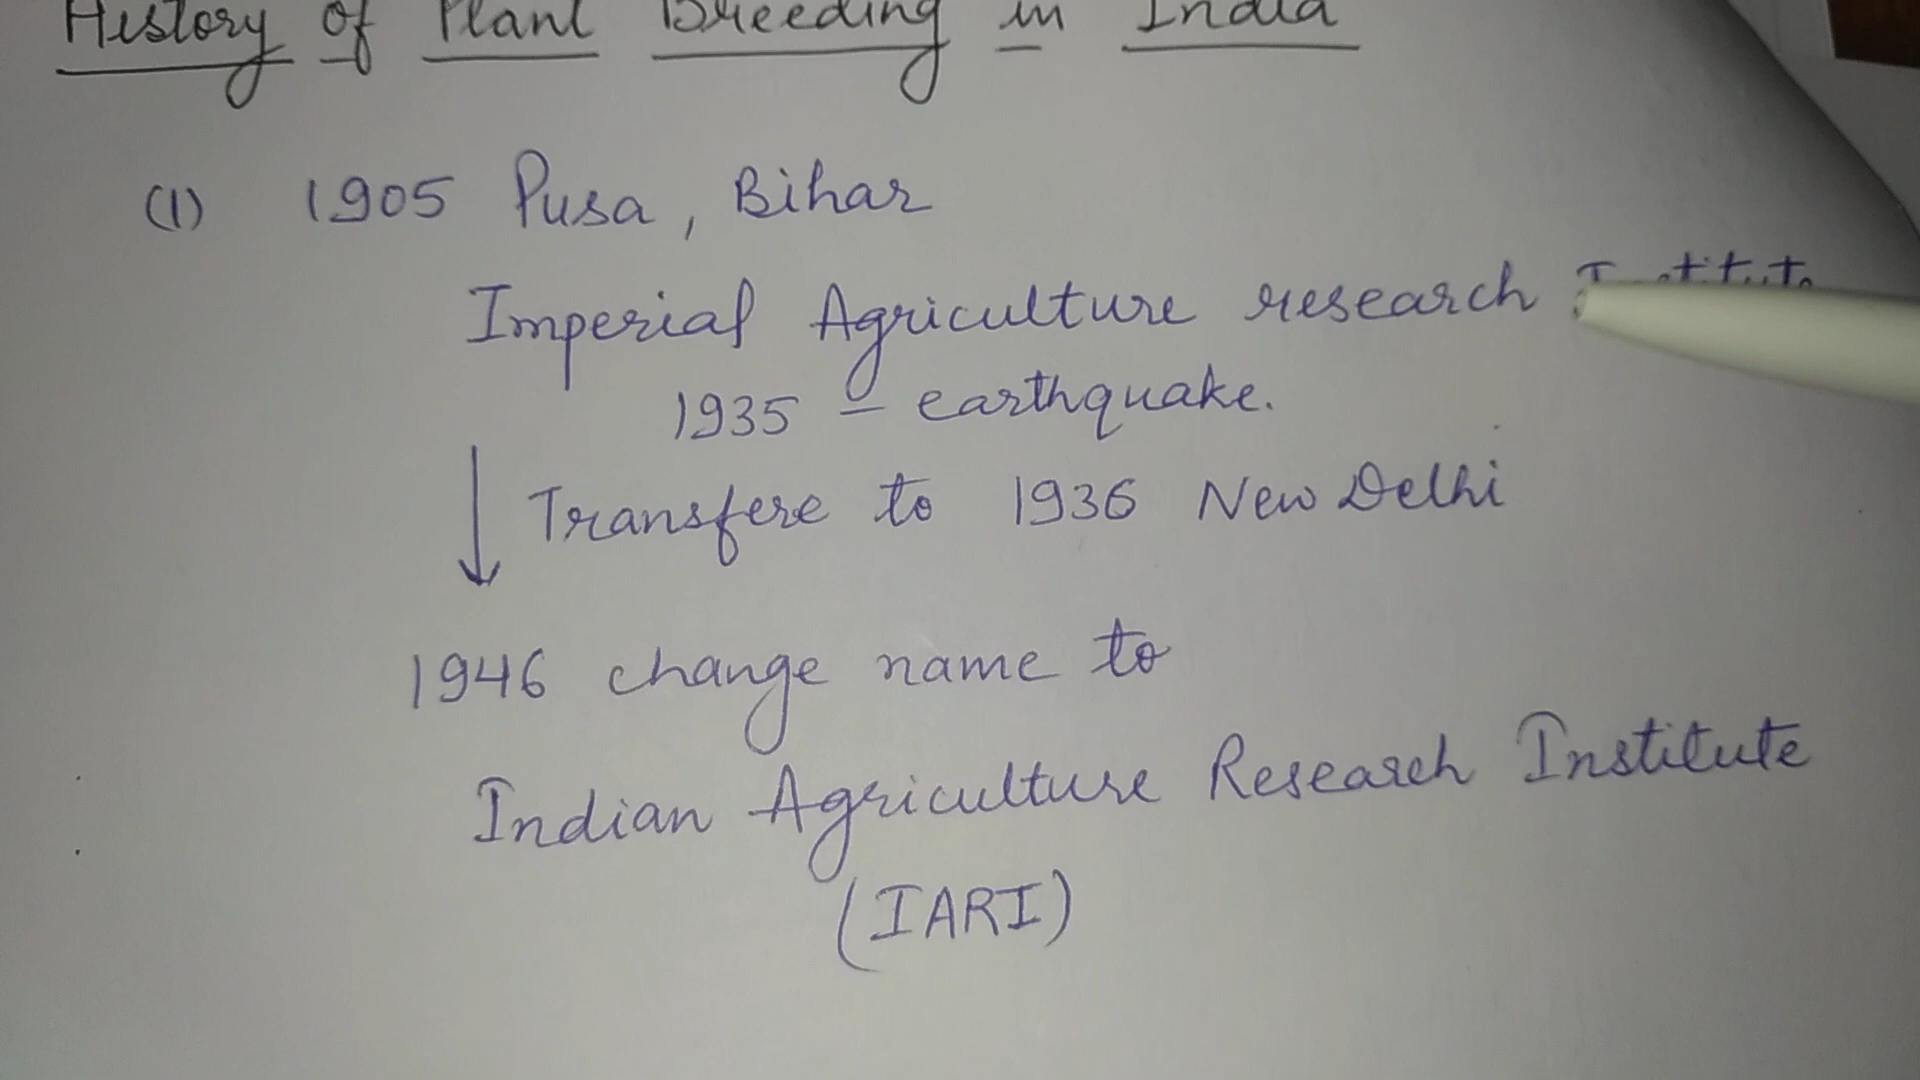 History of Plant Breeding in India
(1) 1905 Pusa, Bihar
Imperial Agriculture research Institute
1935 - earthquake.
Transfere to 1936 New Delhi
1946 change name to
Indian Agriculture Research Institute
(IARI)